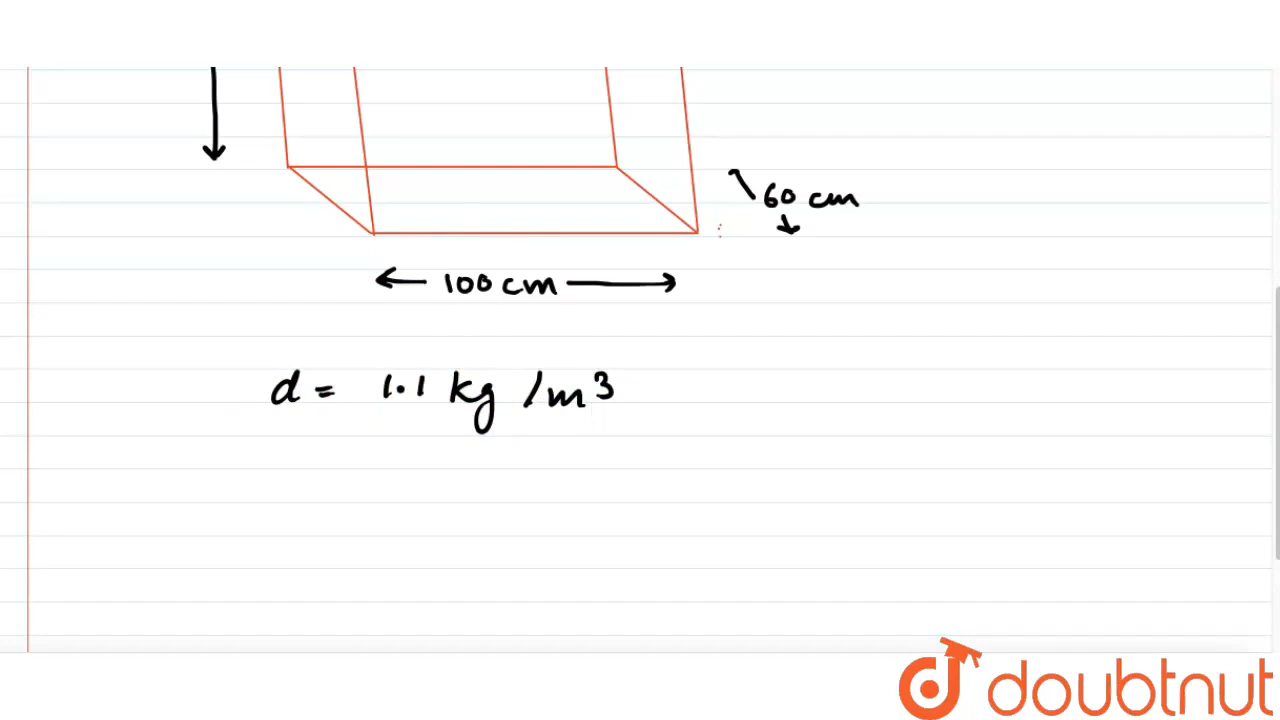 60 cm
100 cm
d = 1.1 kg /m3
doubtnut